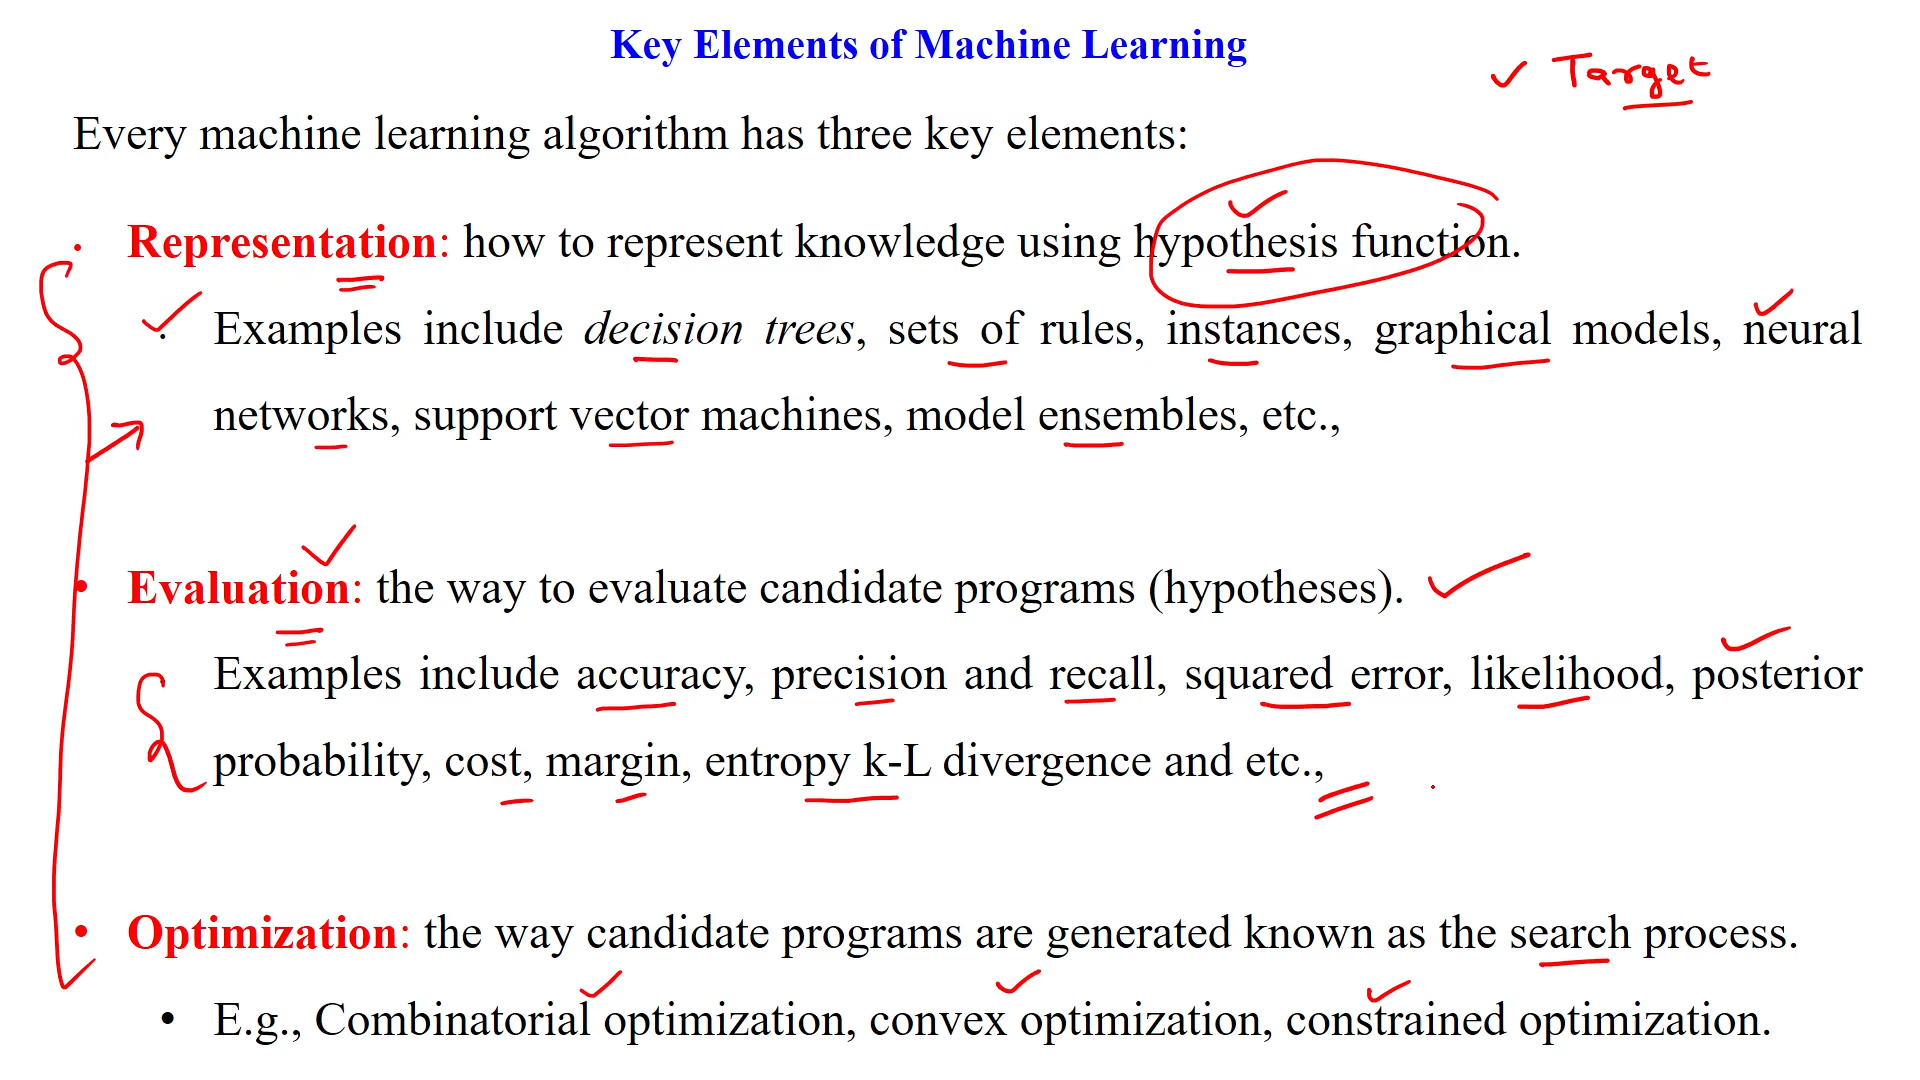 Key Elements of Machine Learning
✓ Target
Every machine learning algorithm has three key elements:
• Representation: how to represent knowledge using hypothesis function.
• Examples include decision trees, sets of rules, instances, graphical models, neural
networks, support vector machines, model ensembles, etc.,
• Evaluation: the way to evaluate candidate programs (hypotheses).
Examples include accuracy, precision and recall, squared error, likelihood, posterior
probability, cost, margin, entropy k-L divergence and etc.,
• Optimization: the way candidate programs are generated known as the search process.
• E.g., Combinatorial optimization, convex optimization, constrained optimization.